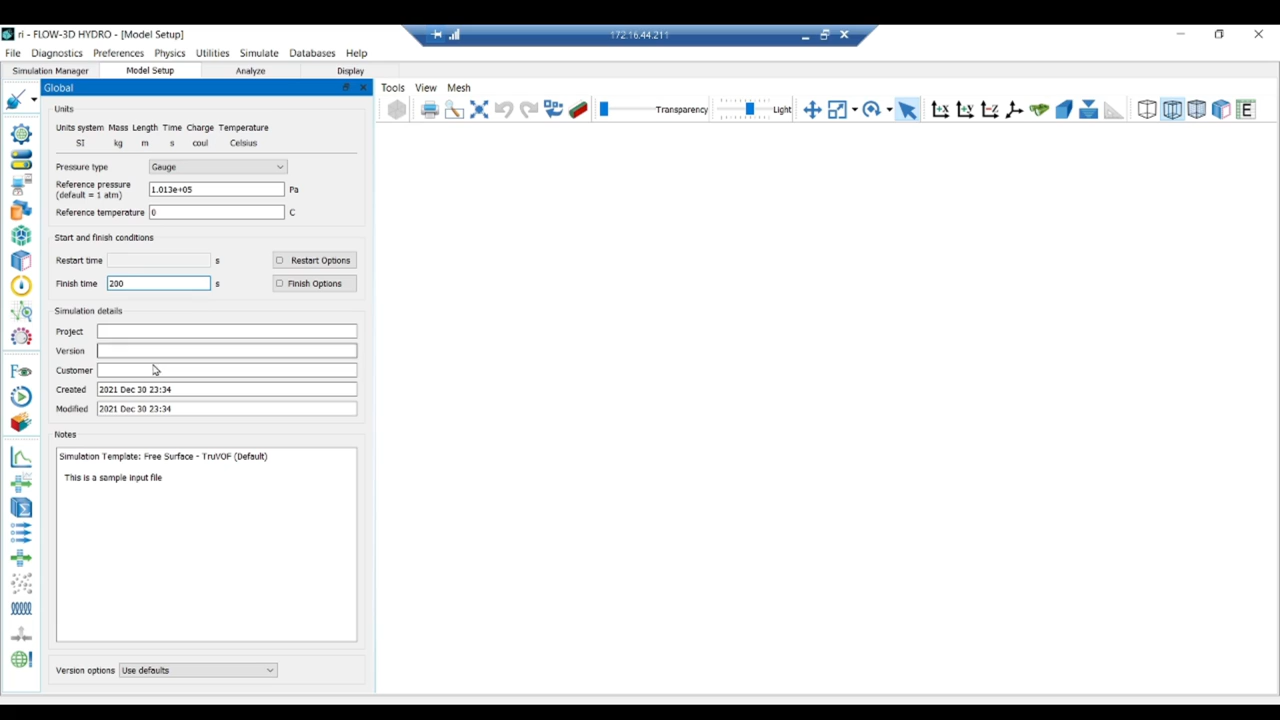 ri - FLOW-3D HYDRO - [Model Setup]
172.16.44.211
File Diagnostics Preferences Physics Utilities Simulate Databases Help
Simulation Manager Model Setup Analyze Display
Global
Tools View Mesh
Transparency Light
Units
Units system Mass Length Time Charge Temperature
SI kg m s coul Celsius
Pressure type Gauge
Reference pressure
(default = 1 atm) 1.013e+05 Pa
Reference temperature 0 C
Start and finish conditions
Restart time s Restart Options
Finish time 200 s Finish Options
Simulation details
Project
Version
Customer
Created 2021 Dec 30 23:34
Modified 2021 Dec 30 23:34
Notes
Simulation Template: Free Surface - TruVOF (Default)
This is a sample input file
Version options Use defaults